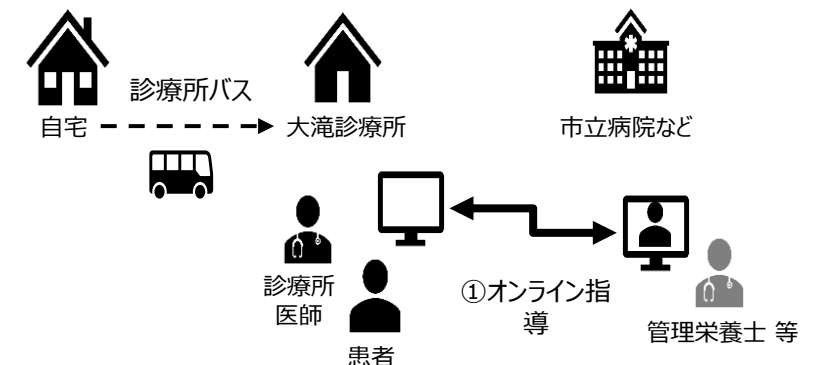 診療所バス
自宅
大滝診療所
市立病院など
診療所
医師
患者
①オンライン指
導
管理栄養士 等